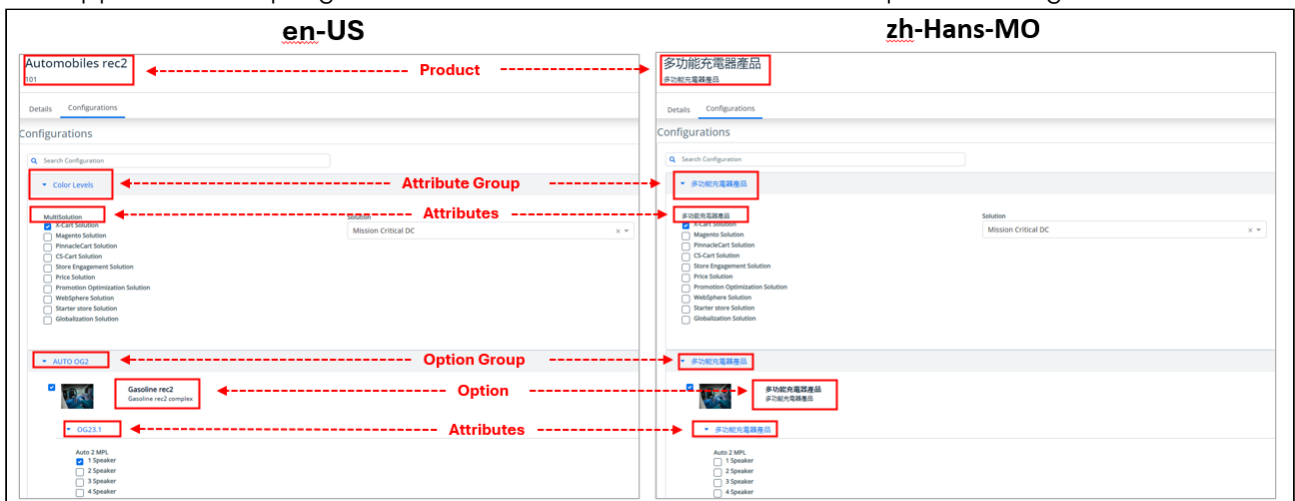 en-US
zh-Hans-MO
Automobiles rec2
101
Product
多功能充電器產品
多功能充電器產品
Details Configurations
Details Configurations
Configurations
Configurations
Search Configuration
Search Configuration
Color Levels
Attribute Group
多功能充電器產品
MultiSolution
Attributes
多功能充電器產品
Solution
Solution
X-Cart Solution
Mission Critical DC
X-Cart Solution
Mission Critical DC
Magento Solution
Magento Solution
PinnacleCart Solution
PinnacleCart Solution
CS-Cart Solution
CS-Cart Solution
Store Engagement Solution
Store Engagement Solution
Price Solution
Price Solution
Promotion Optimization Solution
Promotion Optimization Solution
WebSphere Solution
WebSphere Solution
Starter store Solution
Starter store Solution
Globalization Solution
Globalization Solution
AUTO OG2
Option Group
多功能充電器產品
Gasoline rec2
Gasoline rec2 complex
Option
多功能充電器產品
多功能充電器產品
OG23.1
Attributes
多功能充電器產品
Auto 2 MPL
Auto 2 MPL
1 Speaker
1 Speaker
2 Speaker
2 Speaker
3 Speaker
3 Speaker
4 Speaker
4 Speaker